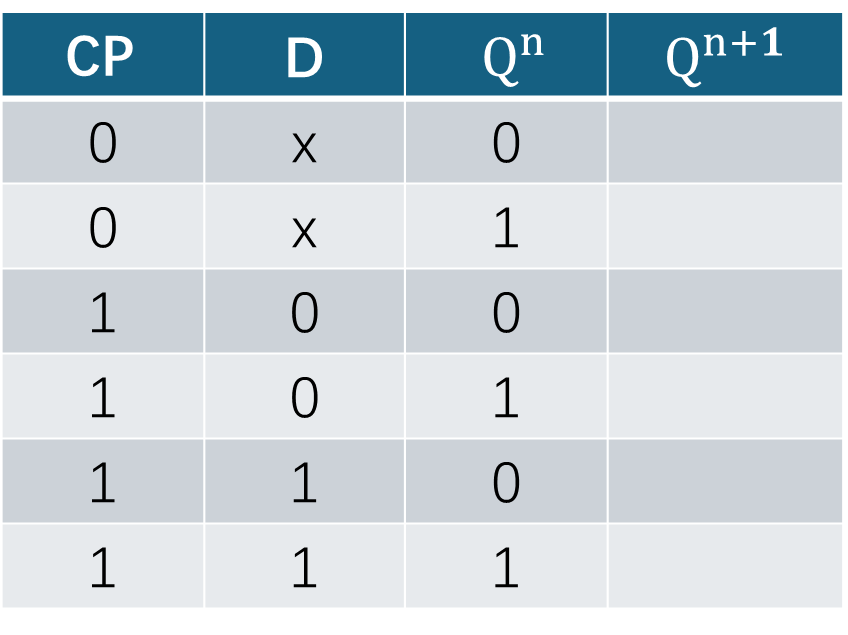 CP D Qⁿ Qⁿ⁺¹
0 x 0
0 x 1
1 0 0
1 0 1
1 1 0
1 1 1